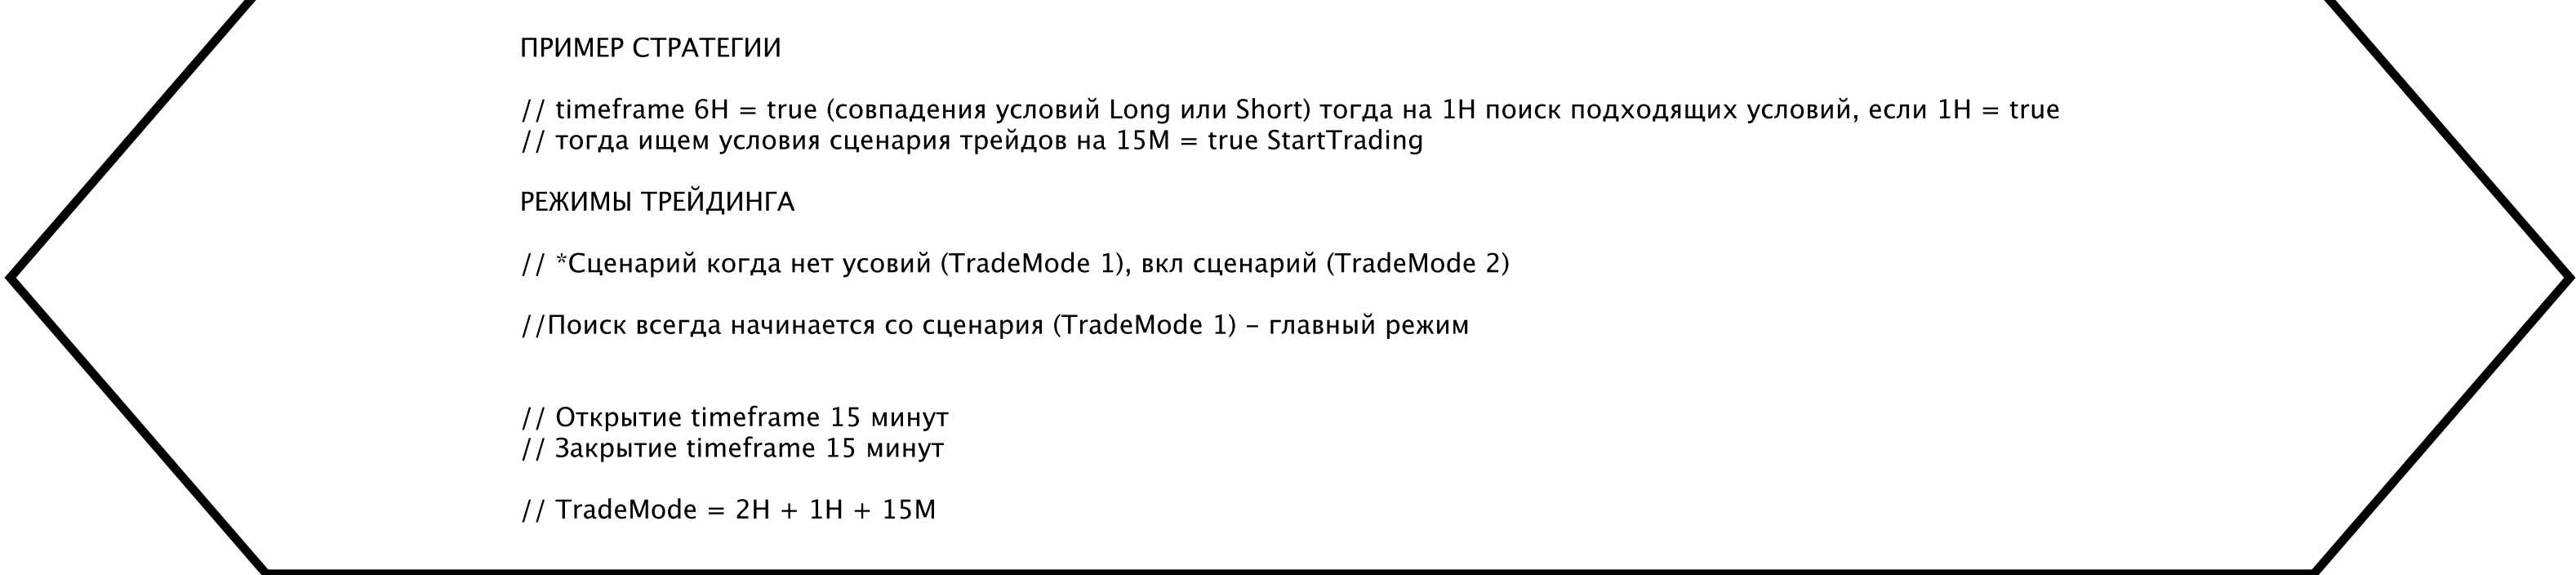 ПРИМЕР СТРАТЕГИИ
// timeframe 6H = true (совпадения условий Long или Short) тогда на 1H поиск подходящих условий, если 1H = true
// тогда ищем условия сценария трейдов на 15M = true StartTrading
РЕЖИМЫ ТРЕЙДИНГА
// *Сценарий когда нет усовий (TradeMode 1), вкл сценарий (TradeMode 2)
//Поиск всегда начинается со сценария (TradeMode 1) – главный режим
// Открытие timeframe 15 минут
// Закрытие timeframe 15 минут
// TradeMode = 2H + 1H + 15M